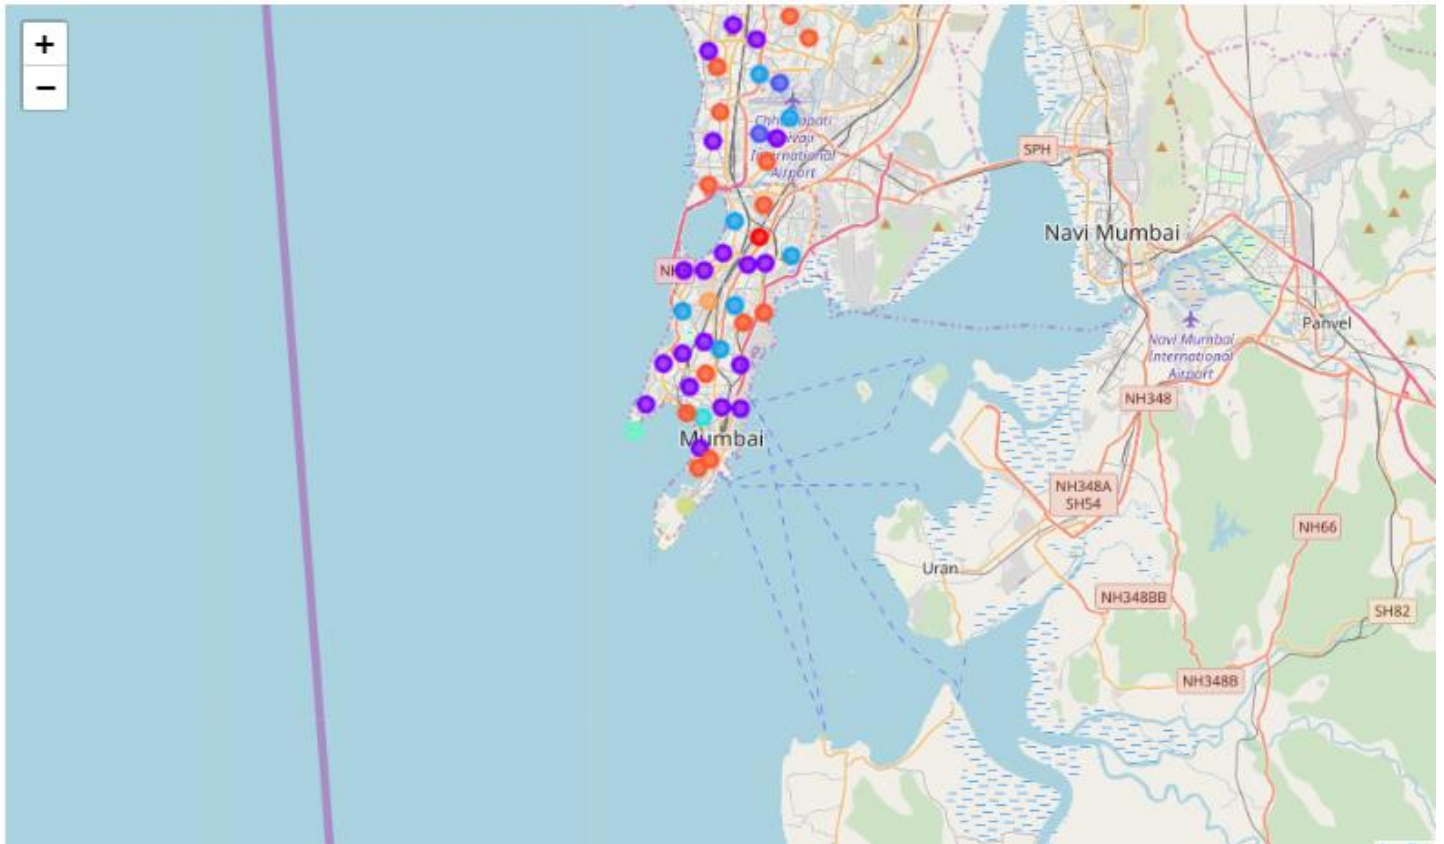 +
−
Chhatrapati
Shivaji
International
Airport
SPH
Navi Mumbai
NH
Panvel
Navi Mumbai
International
Airport
NH348
Mumbai
NH348A
SH54
NH66
Uran
NH348BB
SH82
NH348B